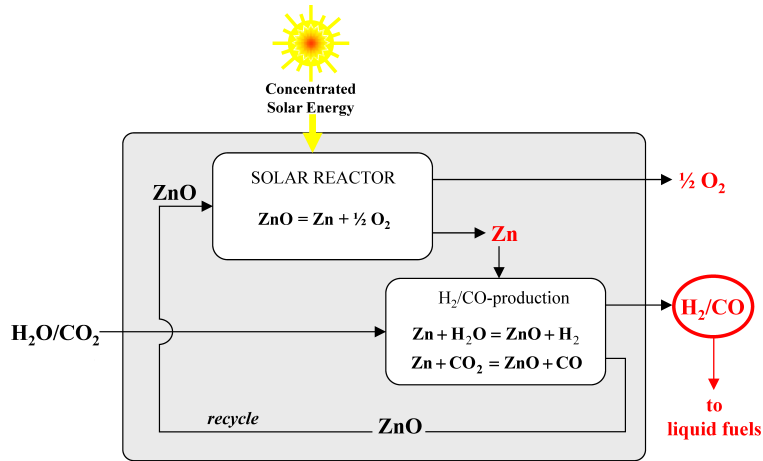 Concentrated
Solar Energy
SOLAR REACTOR
ZnO = Zn + ½ O₂
ZnO
½ O₂
Zn
H₂/CO-production
Zn + H₂O = ZnO + H₂
Zn + CO₂ = ZnO + CO
H₂O/CO₂
H₂/CO
recycle
ZnO
to
liquid fuels